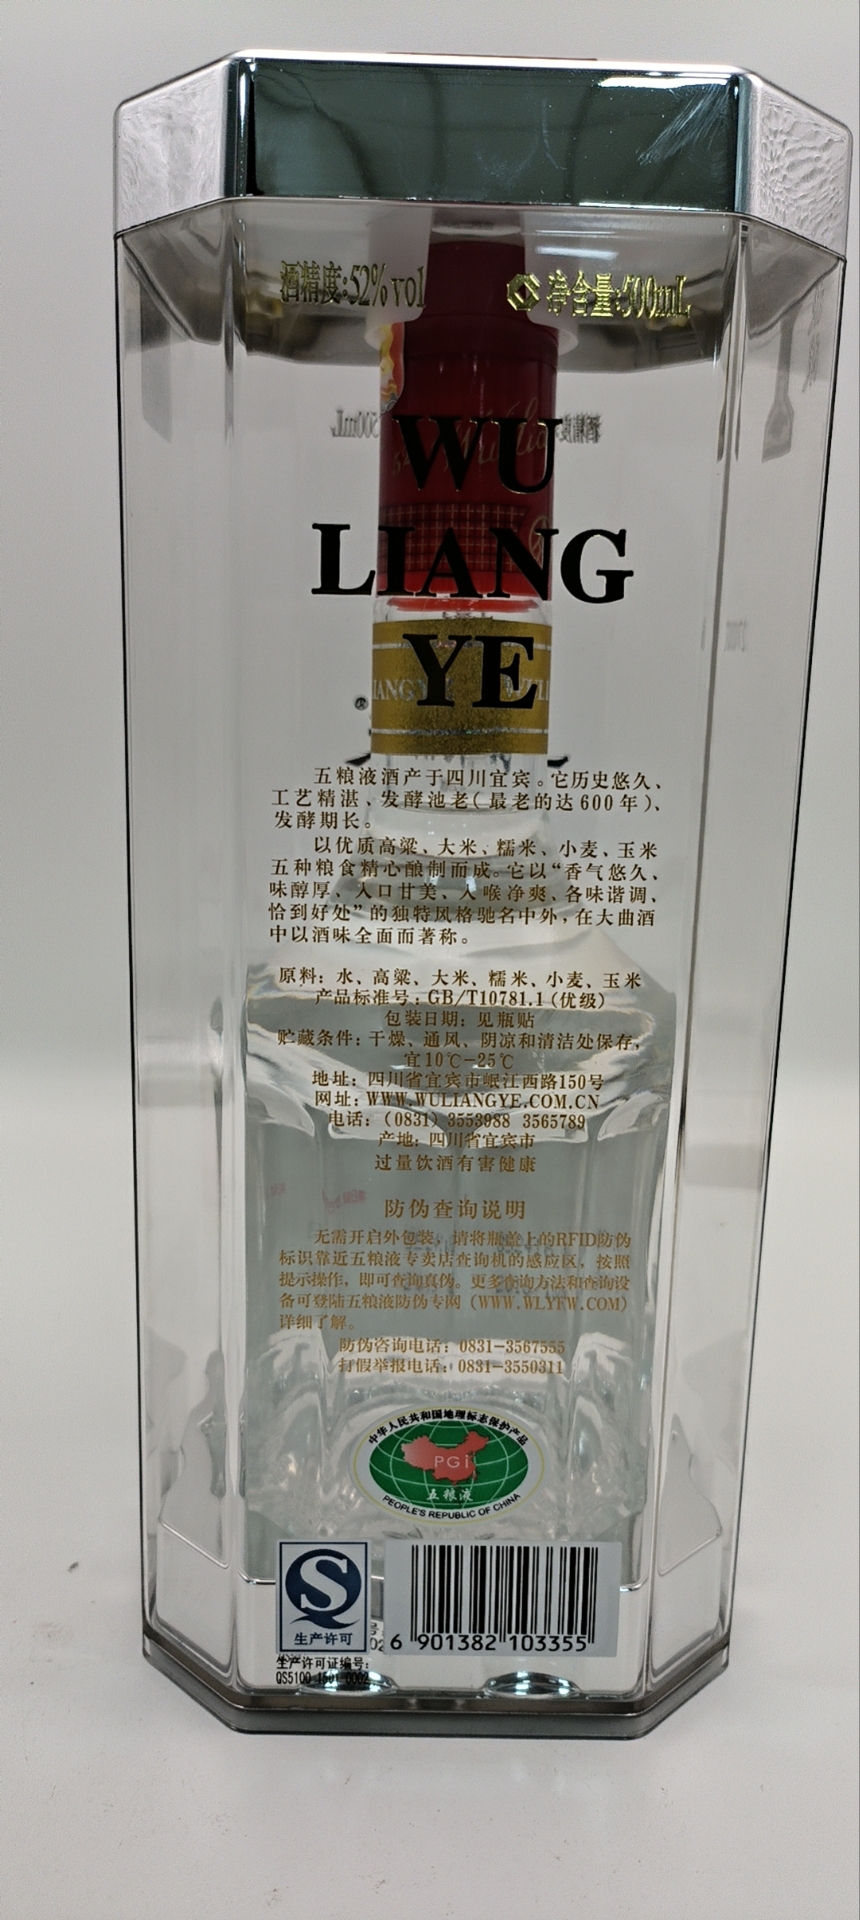 酒精度:52%vol 净含量:500mL
WU
LIANG
YE
五粮液酒产于四川宜宾。它历史悠久、
工艺精湛、发酵池老(最老的达600年)、
发酵期长。
以优质高粱、大米、糯米、小麦、玉米
五种粮食精心酿制而成。它以“香气悠久、
味醇厚、入口甘美、入喉净爽、各味谐调、
恰到好处”的独特风格驰名中外,在大曲酒
中以酒味全面而著称。
原料: 水、高粱、大米、糯米、小麦、玉米
产品标准号: GB/T10781.1(优级)
包装日期: 见瓶贴
贮藏条件: 干燥、通风、阴凉和清洁处保存,
宜10℃-25℃
地址: 四川省宜宾市岷江西路150号
网址: WWW.WULIANGYE.COM.CN
电话: (0831) 3553988 3565789
产地: 四川省宜宾市
过量饮酒有害健康
防伪查询说明
无需开启外包装, 请将瓶盖上的RFID防伪
标识靠近五粮液专卖店查询机的感应区, 按照
提示操作, 即可查询真伪。更多查询方法和查询设
备可登陆五粮液防伪专网 (WWW.WLYFW.COM)
详细了解。
防伪咨询电话: 0831-3567555
打假举报电话: 0831-3550311
中华人民共和国地理标志保护产品
PGI
五粮液
PEOPLE'S REPUBLIC OF CHINA
生产许可
6 901382 103355
生产许可证编号:
QS5100 1501 0002